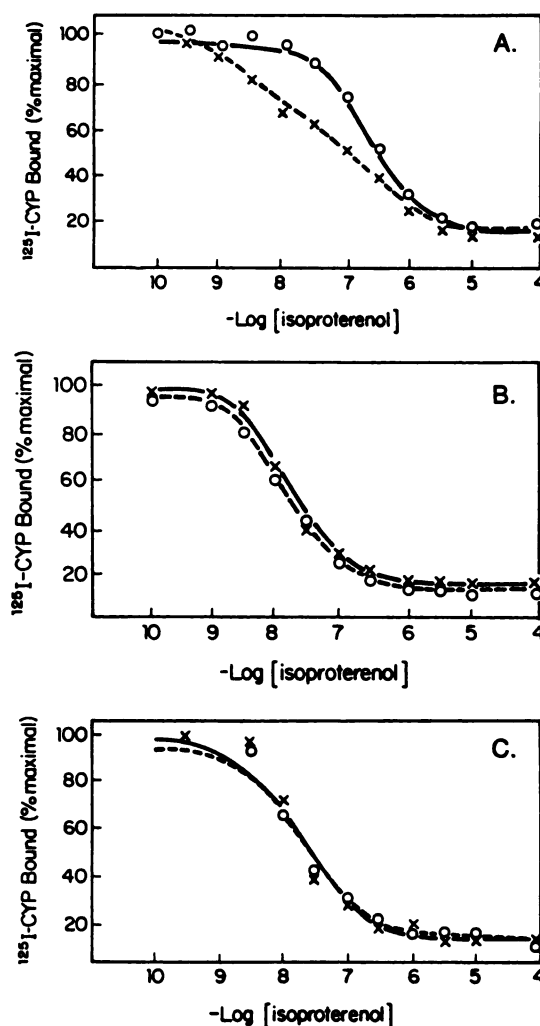 A.
¹²⁵I-CYP Bound (% maximal)
100
80
60
40
20
10 9 8 7 6 5 4
-Log [isoproterenol]
B.
¹²⁵I-CYP Bound (% maximal)
100
80
60
40
20
10 9 8 7 6 5 4
-Log [isoproterenol]
C.
¹²⁵I-CYP Bound (% maximal)
100
80
60
40
20
10 9 8 7 6 5 4
-Log [isoproterenol]